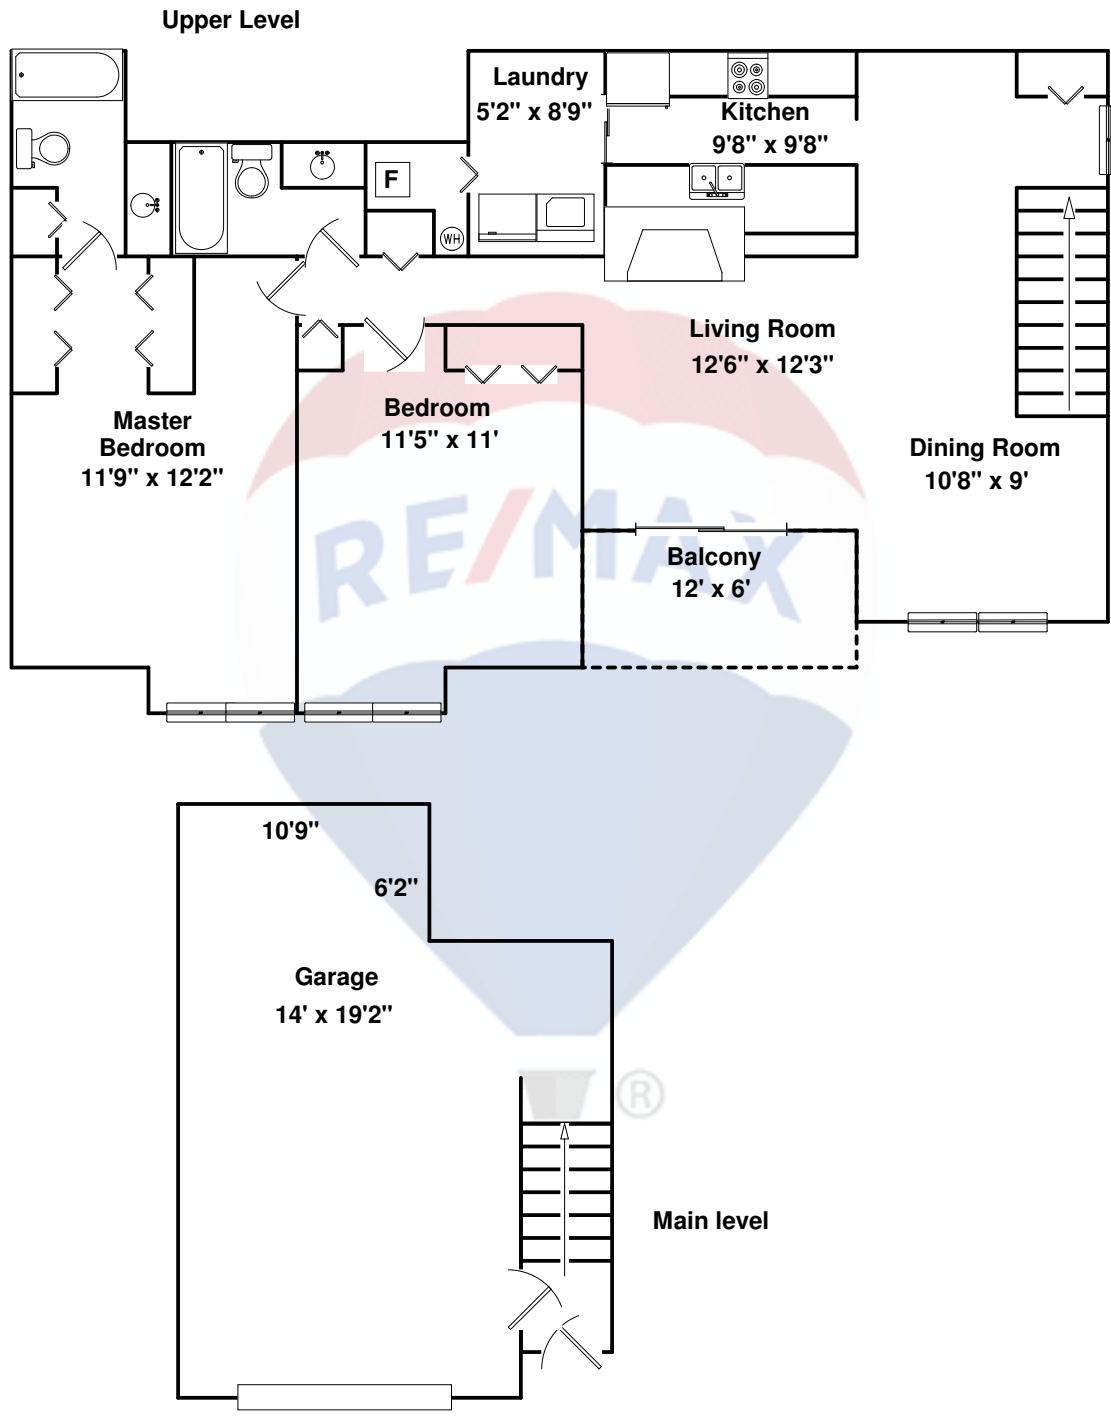 Upper Level
Laundry
5'2" x 8'9"
Kitchen
9'8" x 9'8"
F
WH
Living Room
12'6" x 12'3"
Master
Bedroom
11'9" x 12'2"
Bedroom
11'5" x 11'
Dining Room
10'8" x 9'
RE/MAX
Balcony
12' x 6'
10'9"
6'2"
Garage
14' x 19'2"
®
Main level